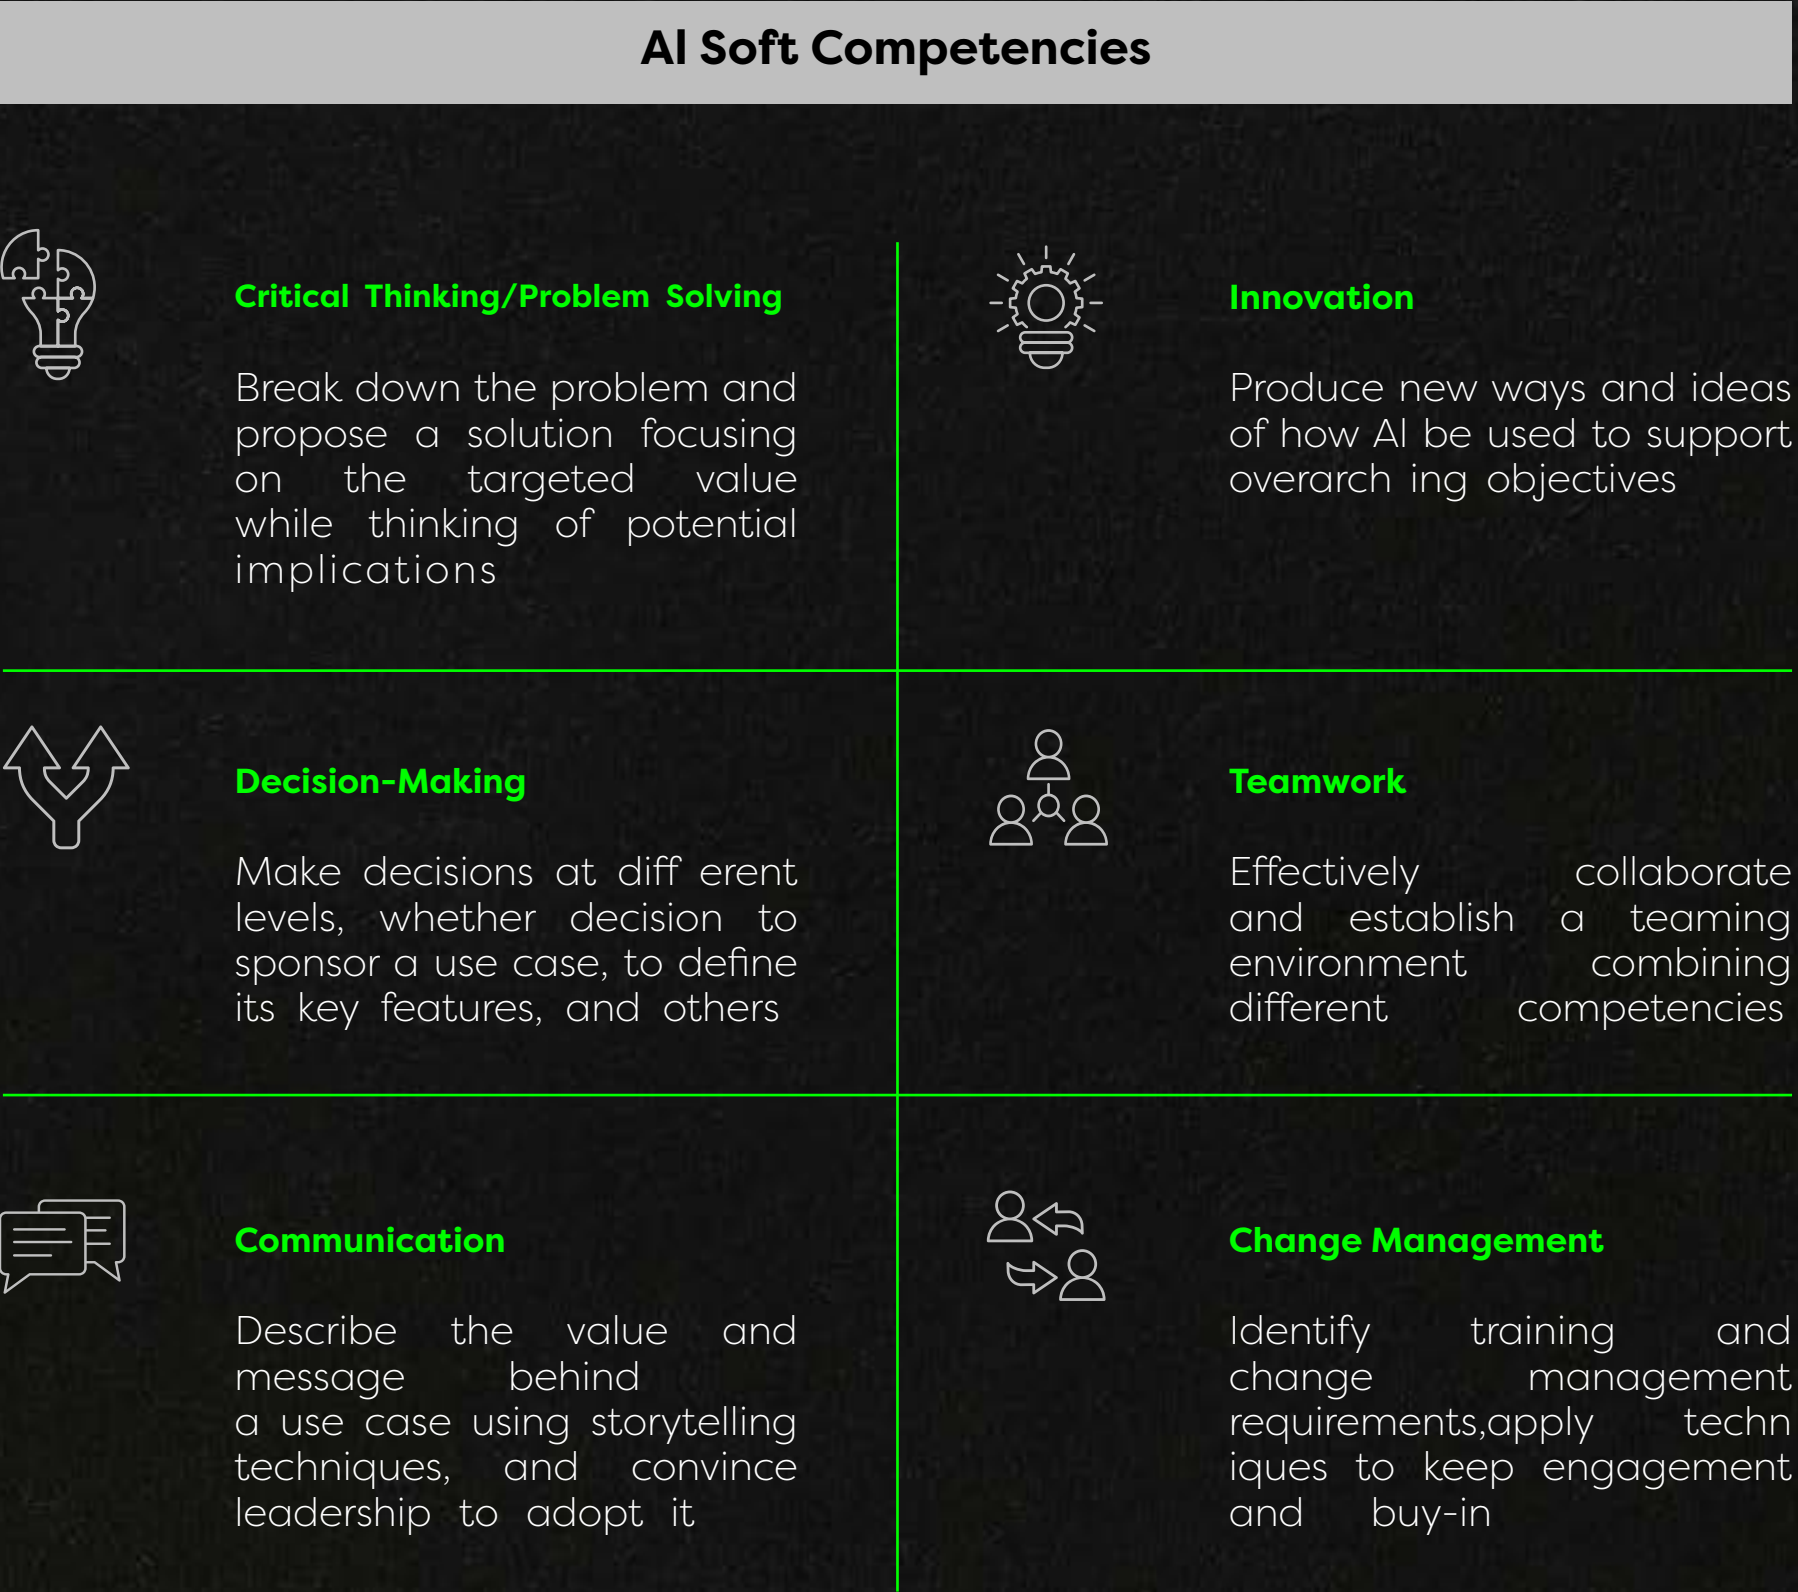 AI Soft Competencies
Critical Thinking/Problem Solving
Break down the problem and
propose a solution focusing
on the targeted value
while thinking of potential
implications
Innovation
Produce new ways and ideas
of how AI be used to support
overarch ing objectives
Decision-Making
Make decisions at diff erent
levels, whether decision to
sponsor a use case, to define
its key features, and others
Teamwork
Effectively collaborate
and establish a teaming
environment combining
different competencies
Communication
Describe the value and
message behind
a use case using storytelling
techniques, and convince
leadership to adopt it
Change Management
Identify training and
change management
requirements,apply techn
iques to keep engagement
and buy-in